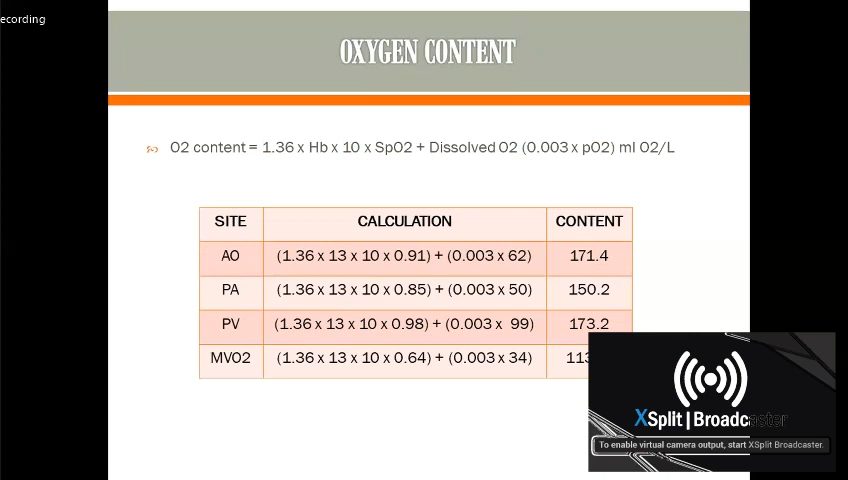 ecording
OXYGEN CONTENT
O2 content = 1.36 x Hb x 10 x SpO2 + Dissolved O2 (0.003 x pO2) ml O2/L
SITE CALCULATION CONTENT
AO (1.36 x 13 x 10 x 0.91) + (0.003 x 62) 171.4
PA (1.36 x 13 x 10 x 0.85) + (0.003 x 50) 150.2
PV (1.36 x 13 x 10 x 0.98) + (0.003 x 99) 173.2
MVO2 (1.36 x 13 x 10 x 0.64) + (0.003 x 34) 113
XSplit | Broadcaster
To enable virtual camera output, start XSplit Broadcaster.